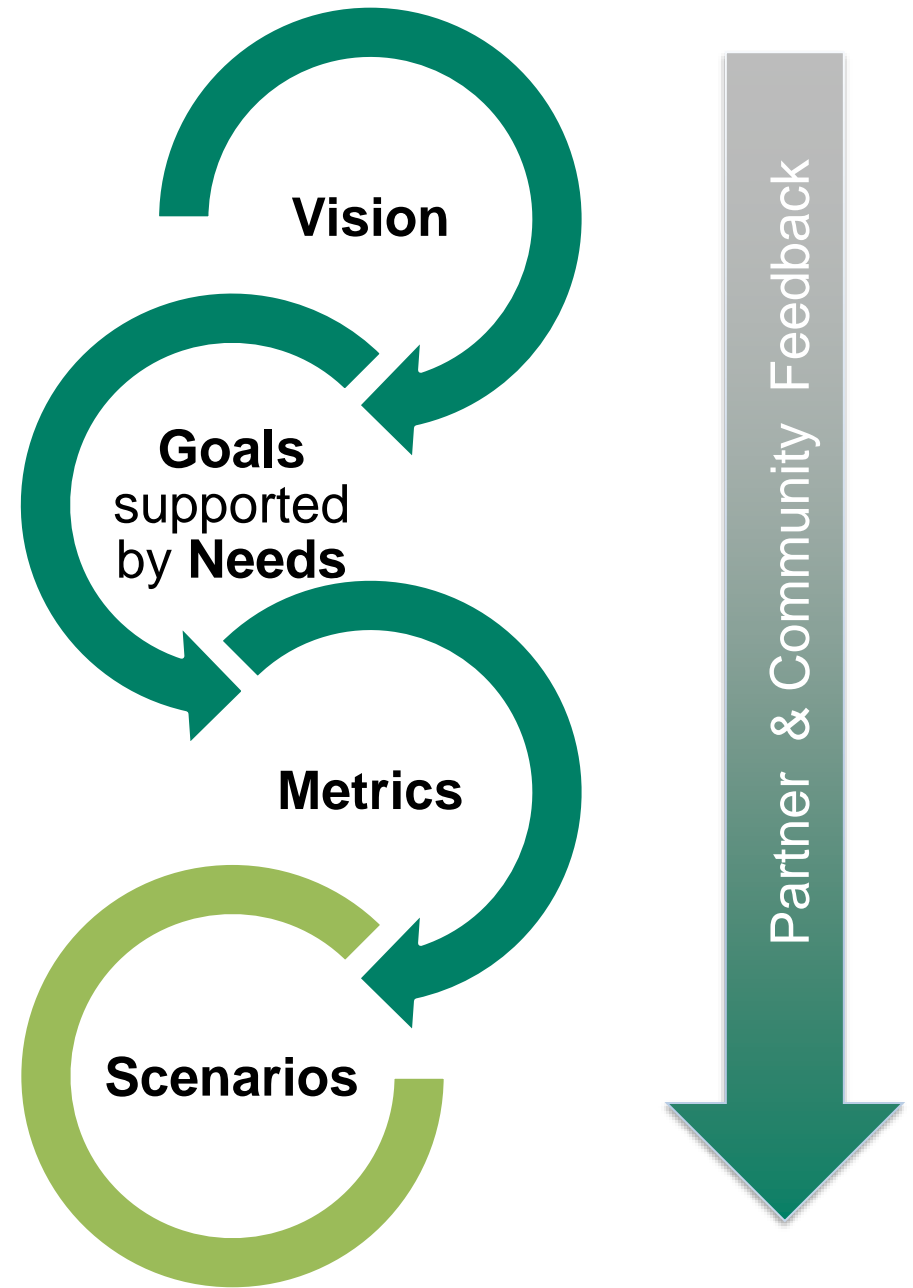 Vision
Goals
supported
by Needs
Metrics
Scenarios
Partner & Community Feedback